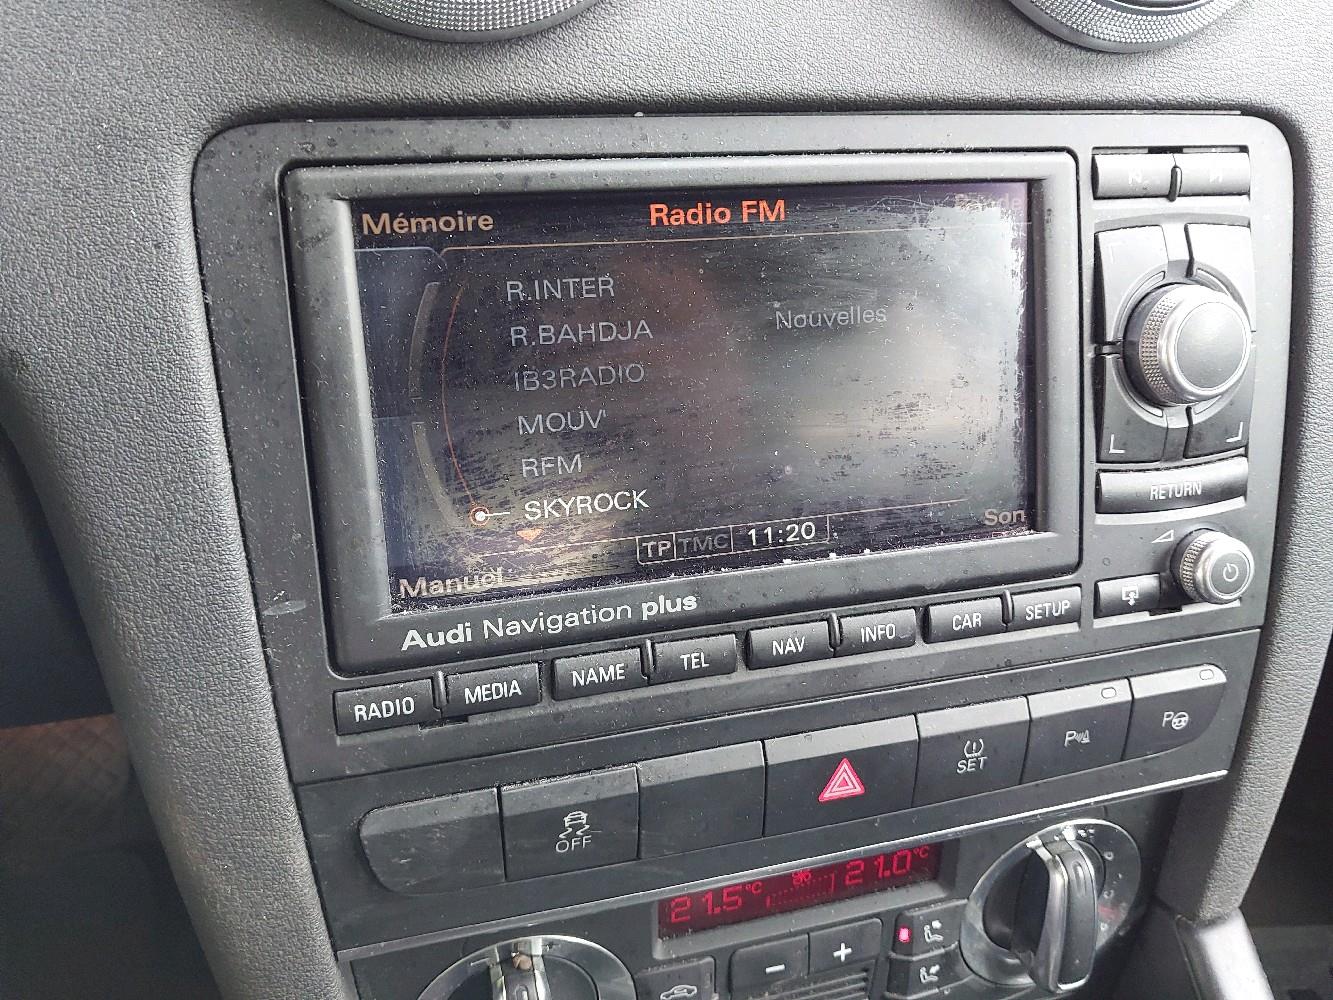 Mémoire
Radio FM
Bande
R.INTER
R.BAHDJA
IB3RADIO
MOUV'
RFM
SKYROCK
Nouvelles
TP TMC 11:20
Manuel
Son
Audi Navigation plus
RETURN
RADIO
MEDIA
NAME
TEL
NAV
INFO
CAR
SETUP
OFF
SET
P
P
21.5°C
21.0°C
- +